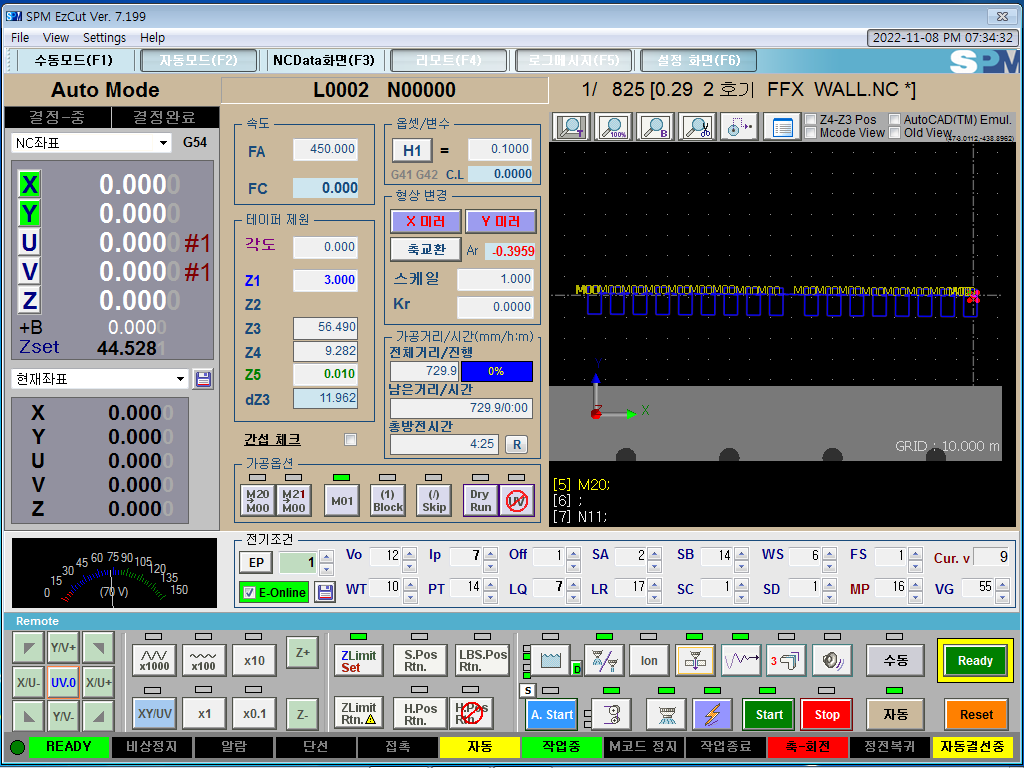 SPM EzCut Ver. 7.199
File View Settings Help
2022-11-08 PM 07:34:32
수동모드(F1) 자동모드(F2) NCData화면(F3) 리모트(F4) 로그메시지(F5) 설정 화면(F6) SPM
Auto Mode
결정-중 결정완료
NC좌표 G54
X 0.0000
Y 0.0000
U 0.0000 #1
V 0.0000 #1
Z 0.0000
+B 0.0000
Zset 44.5281
현재좌표
X 0.0000
Y 0.0000
U 0.0000
V 0.0000
Z 0.0000
L0002 N00000
속도
FA 450.000
FC 0.000
테이퍼 제원
각도 0.000
Z1 3.000
Z2
Z3 56.490
Z4 9.282
Z5 0.010
dZ3 11.962
간섭 체크
옵셋/변수
H1 = 0.1000
G41 G42 C.L 0.0000
형상 변경
X 미러 Y 미러
축교환 Ar -0.3959
스케일 1.000
Kr 0.0000
가공거리/시간(mm/h:m)
전체거리/진행
729.9 0%
남은거리/시간
729.9/0:00
총방전시간
4:25 R
가공옵션
M20 → M00 M21 → M00 M01 (1) Block (/) Skip Dry Run UV
1/ 825 [0.29 2 호기 FFX WALL.NC *]
T 100% B
Z4-Z3 Pos AutoCAD(TM) Emul.
Mcode View Old View
M00M00M00M00M00M00M00M00M00 M00M00M00M00M00M00M00
Y
Z X
GRID : 10.000 m
[5] M20;
[6] ;
[7] N11;
0 15 30 45 60 75 90 105 120 135 150
(70 V)
전기조건
EP 1 Vo 12 Ip 7 Off 1 SA 2 SB 14 WS 6 FS 1 Cur. v 9
E-Online WT 10 PT 14 LQ 7 LR 17 SC 1 SD 1 MP 16 VG 55
Remote
Y/V+ x1000 x100 x10 Z+ ZLimit Set S.Pos Rtn. LBS.Pos Rtn. D Ion 3 수동 Ready
X/U- UV.0 X/U+
Y/V- XY/UV x1 x0.1 Z- ZLimit Rtn. H.Pos Rtn. H.Pos Rtn. S A. Start Start Stop 자동 Reset
READY 비상정지 알람 단선 접촉 자동 작업중 M코드 정지 작업종료 축-회전 정전복귀 자동결선중